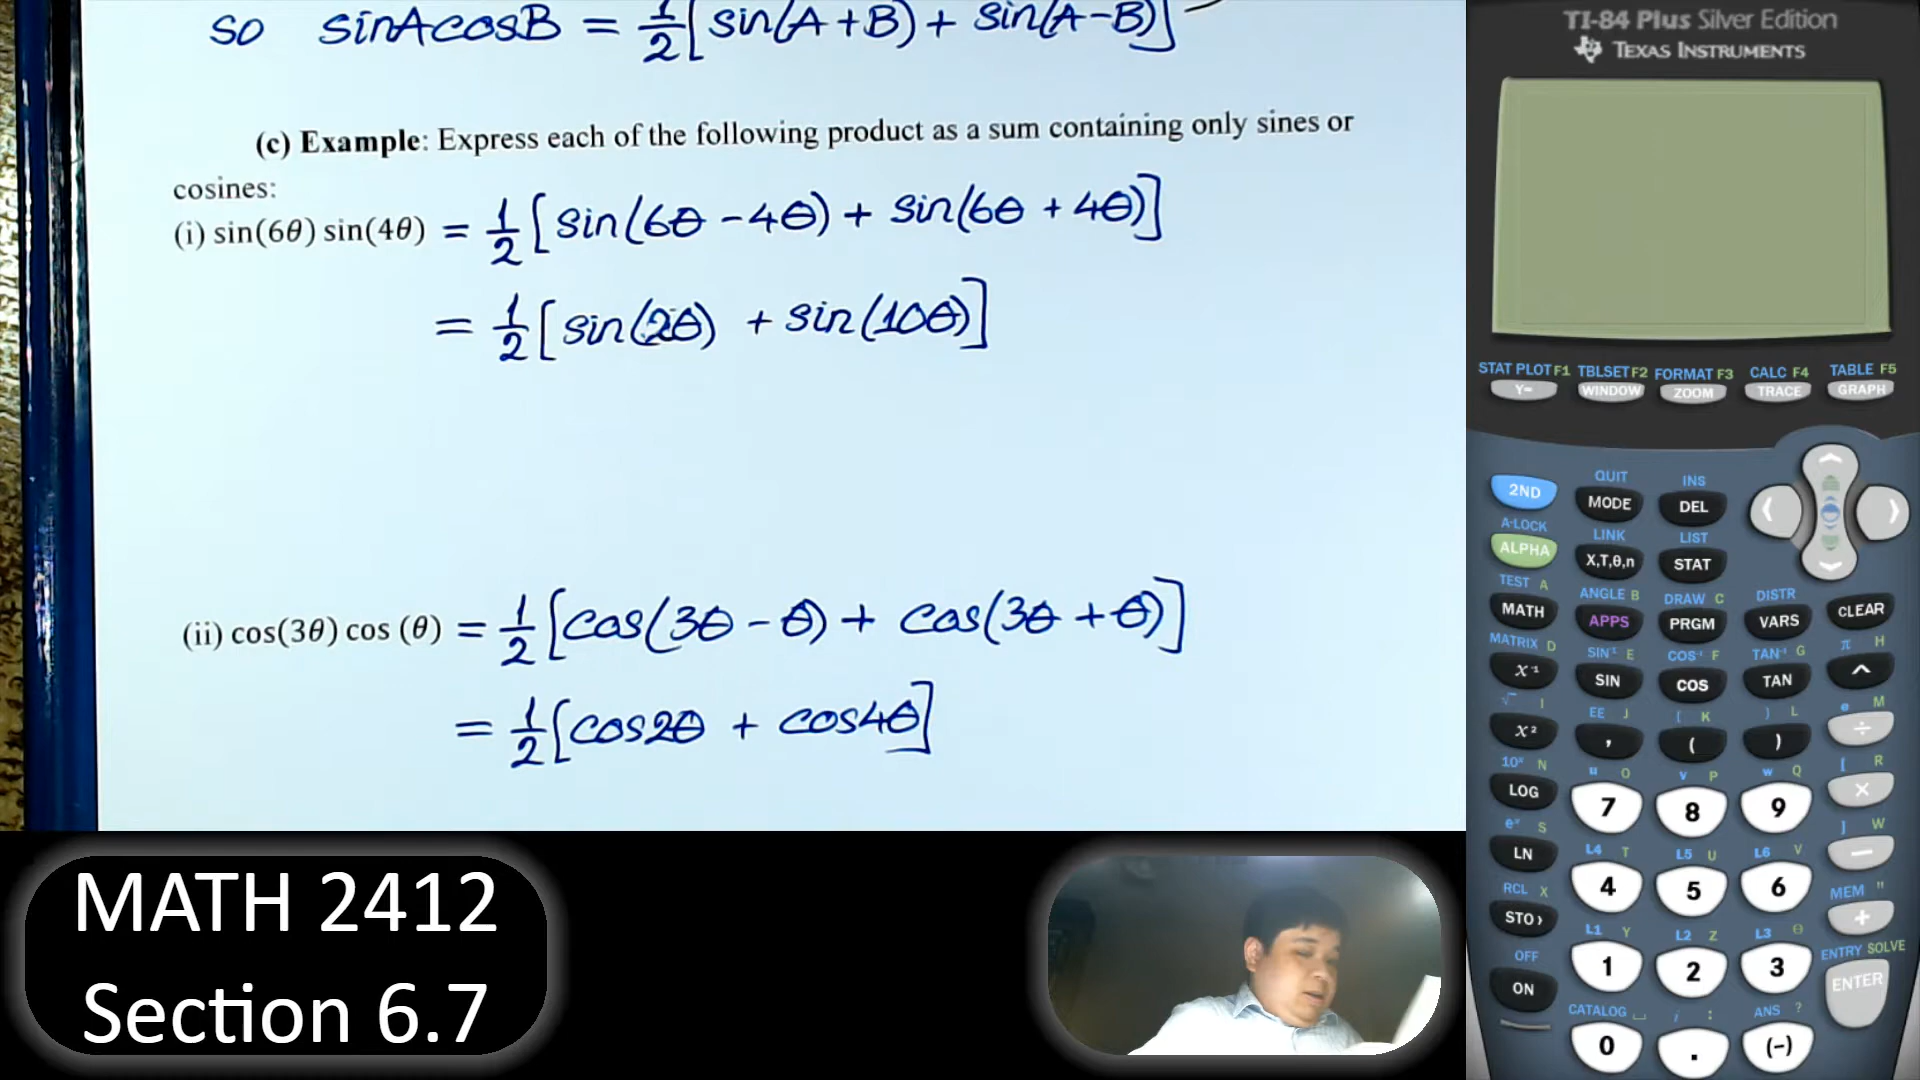 so sinAcosB = 1/2[sin(A+B) + sin(A-B)]
(c) Example: Express each of the following product as a sum containing only sines or
cosines:
(i) sin(6θ) sin(4θ) = 1/2[sin(6θ - 4θ) + sin(6θ + 4θ)]
= 1/2[sin(2θ) + sin(10θ)]
(ii) cos(3θ) cos (θ) = 1/2[cos(3θ - θ) + cos(3θ + θ)]
= 1/2[cos2θ + cos4θ]
MATH 2412
Section 6.7
TI-84 Plus Silver Edition
TEXAS INSTRUMENTS
STAT PLOT F1 TBLSET F2 FORMAT F3 CALC F4 TABLE F5
Y= WINDOW ZOOM TRACE GRAPH
QUIT INS
2ND MODE DEL
A-LOCK LINK LIST
ALPHA X,T,θ,n STAT
TEST A ANGLE B DRAW C DISTR
MATH APPS PRGM VARS CLEAR
MATRIX D SIN⁻¹ E COS⁻¹ F TAN⁻¹ G π H
x⁻¹ SIN COS TAN ^
√ I EE J { K } L e M
x² , ( ) ÷
10ˣ N u O v P w Q [ R
LOG 7 8 9 ×
eˣ S L4 T L5 U L6 V ] W
LN 4 5 6 −
RCL X L1 Y L2 Z L3 θ MEM "
STO› 1 2 3 +
OFF CATALOG i : ANS ? ENTRY SOLVE
ON 0 . (−) ENTER